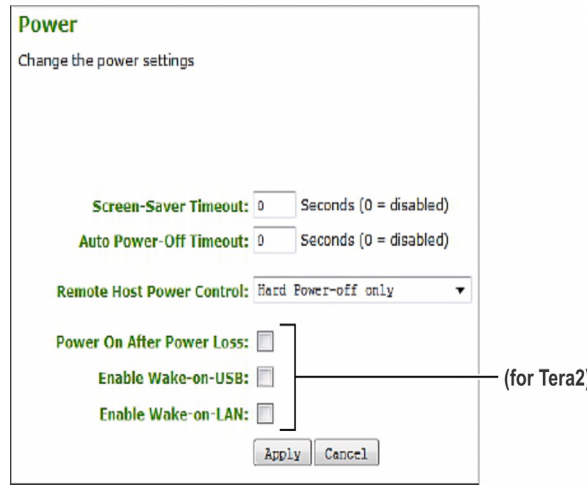 Power
Change the power settings
Screen-Saver Timeout: 0 Seconds (0 = disabled)
Auto Power-Off Timeout: 0 Seconds (0 = disabled)
Remote Host Power Control: Hard Power-off only
Power On After Power Loss:
Enable Wake-on-USB:
(for Tera2)
Enable Wake-on-LAN:
Apply Cancel